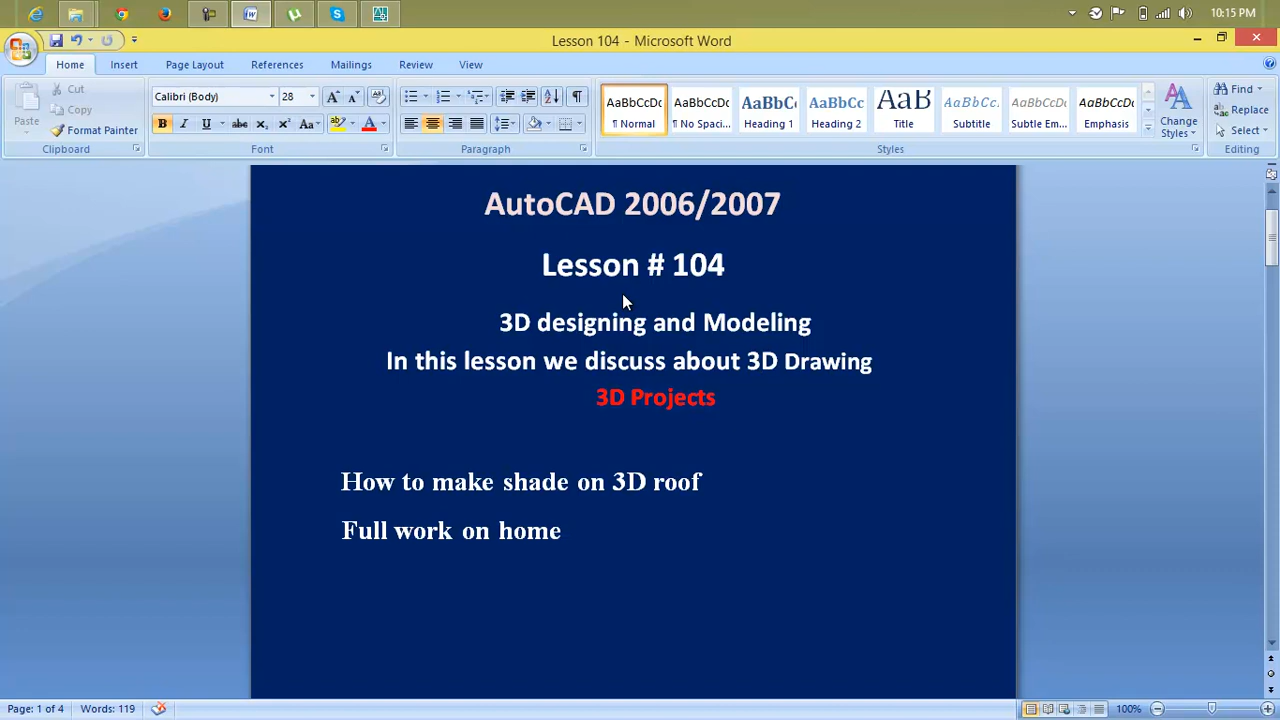 10:15 PM
Lesson 104 - Microsoft Word
Home Insert Page Layout References Mailings Review View
Paste
Cut
Copy
Format Painter
Clipboard
Calibri (Body) 28
Font
Paragraph
AaBbCcDc AaBbCcDc AaBbC AaBbCc AaB AaBbCc. AaBbCcDc AaBbCcDc
¶ Normal ¶ No Spaci... Heading 1 Heading 2 Title Subtitle Subtle Em... Emphasis
Change Styles
Styles
Find
Replace
Select
Editing
AutoCAD 2006/2007
Lesson # 104
3D designing and Modeling
In this lesson we discuss about 3D Drawing
3D Projects
How to make shade on 3D roof
Full work on home
Page: 1 of 4 Words: 119 100%